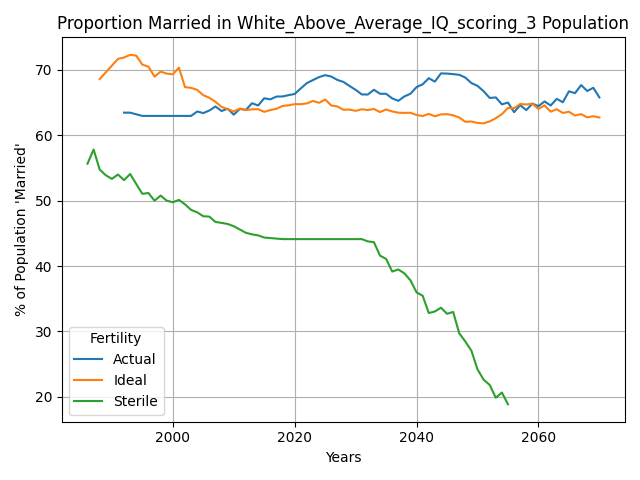 Proportion Married in White_Above_Average_IQ_scoring_3 Population
% of Population 'Married'
70
60
50
40
30
20
Fertility
Actual
Ideal
Sterile
2000
2020
2040
2060
Years